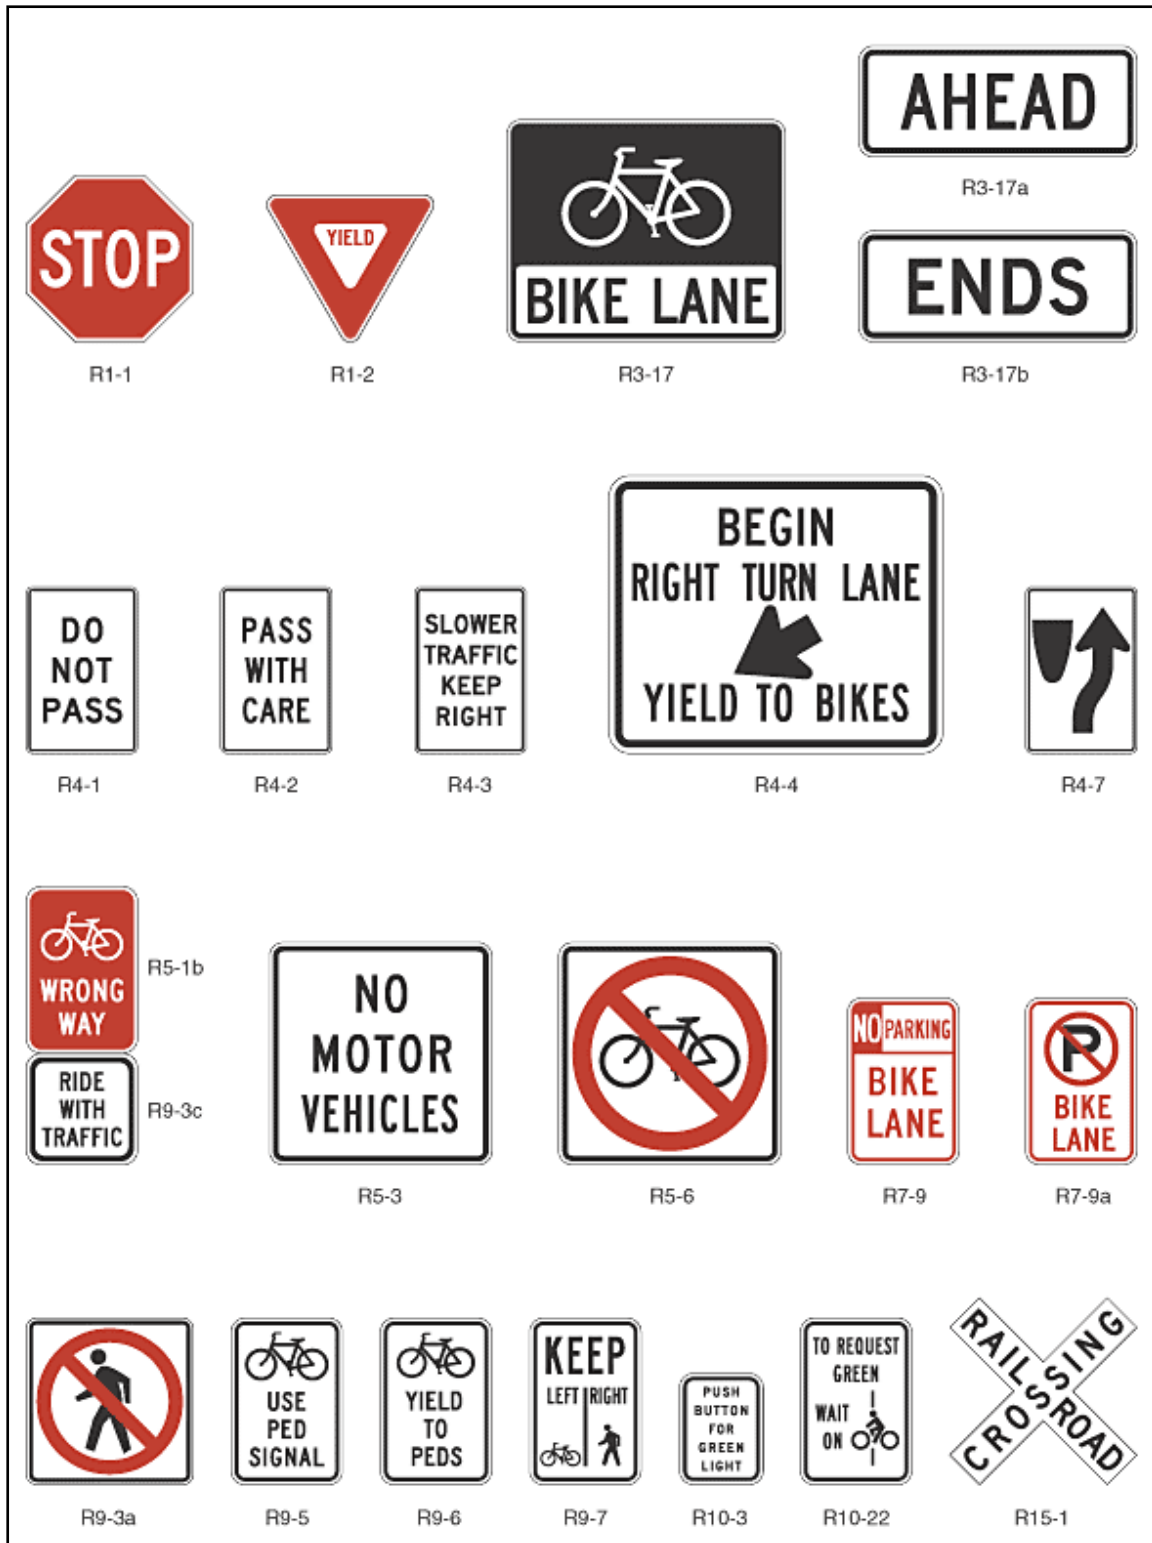 AHEAD
R3-17a
STOP
R1-1
YIELD
R1-2
BIKE LANE
R3-17
ENDS
R3-17b
DO
NOT
PASS
R4-1
PASS
WITH
CARE
R4-2
SLOWER
TRAFFIC
KEEP
RIGHT
R4-3
BEGIN
RIGHT TURN LANE
YIELD TO BIKES
R4-4
R4-7
WRONG
WAY
R5-1b
RIDE
WITH
TRAFFIC
R9-3c
NO
MOTOR
VEHICLES
R5-3
R5-6
NO PARKING
BIKE
LANE
R7-9
P
BIKE
LANE
R7-9a
R9-3a
USE
PED
SIGNAL
R9-5
YIELD
TO
PEDS
R9-6
KEEP
LEFT RIGHT
R9-7
PUSH
BUTTON
FOR
GREEN
LIGHT
R10-3
TO REQUEST
GREEN
WAIT
ON
R10-22
RAILROAD
CROSSING
R15-1